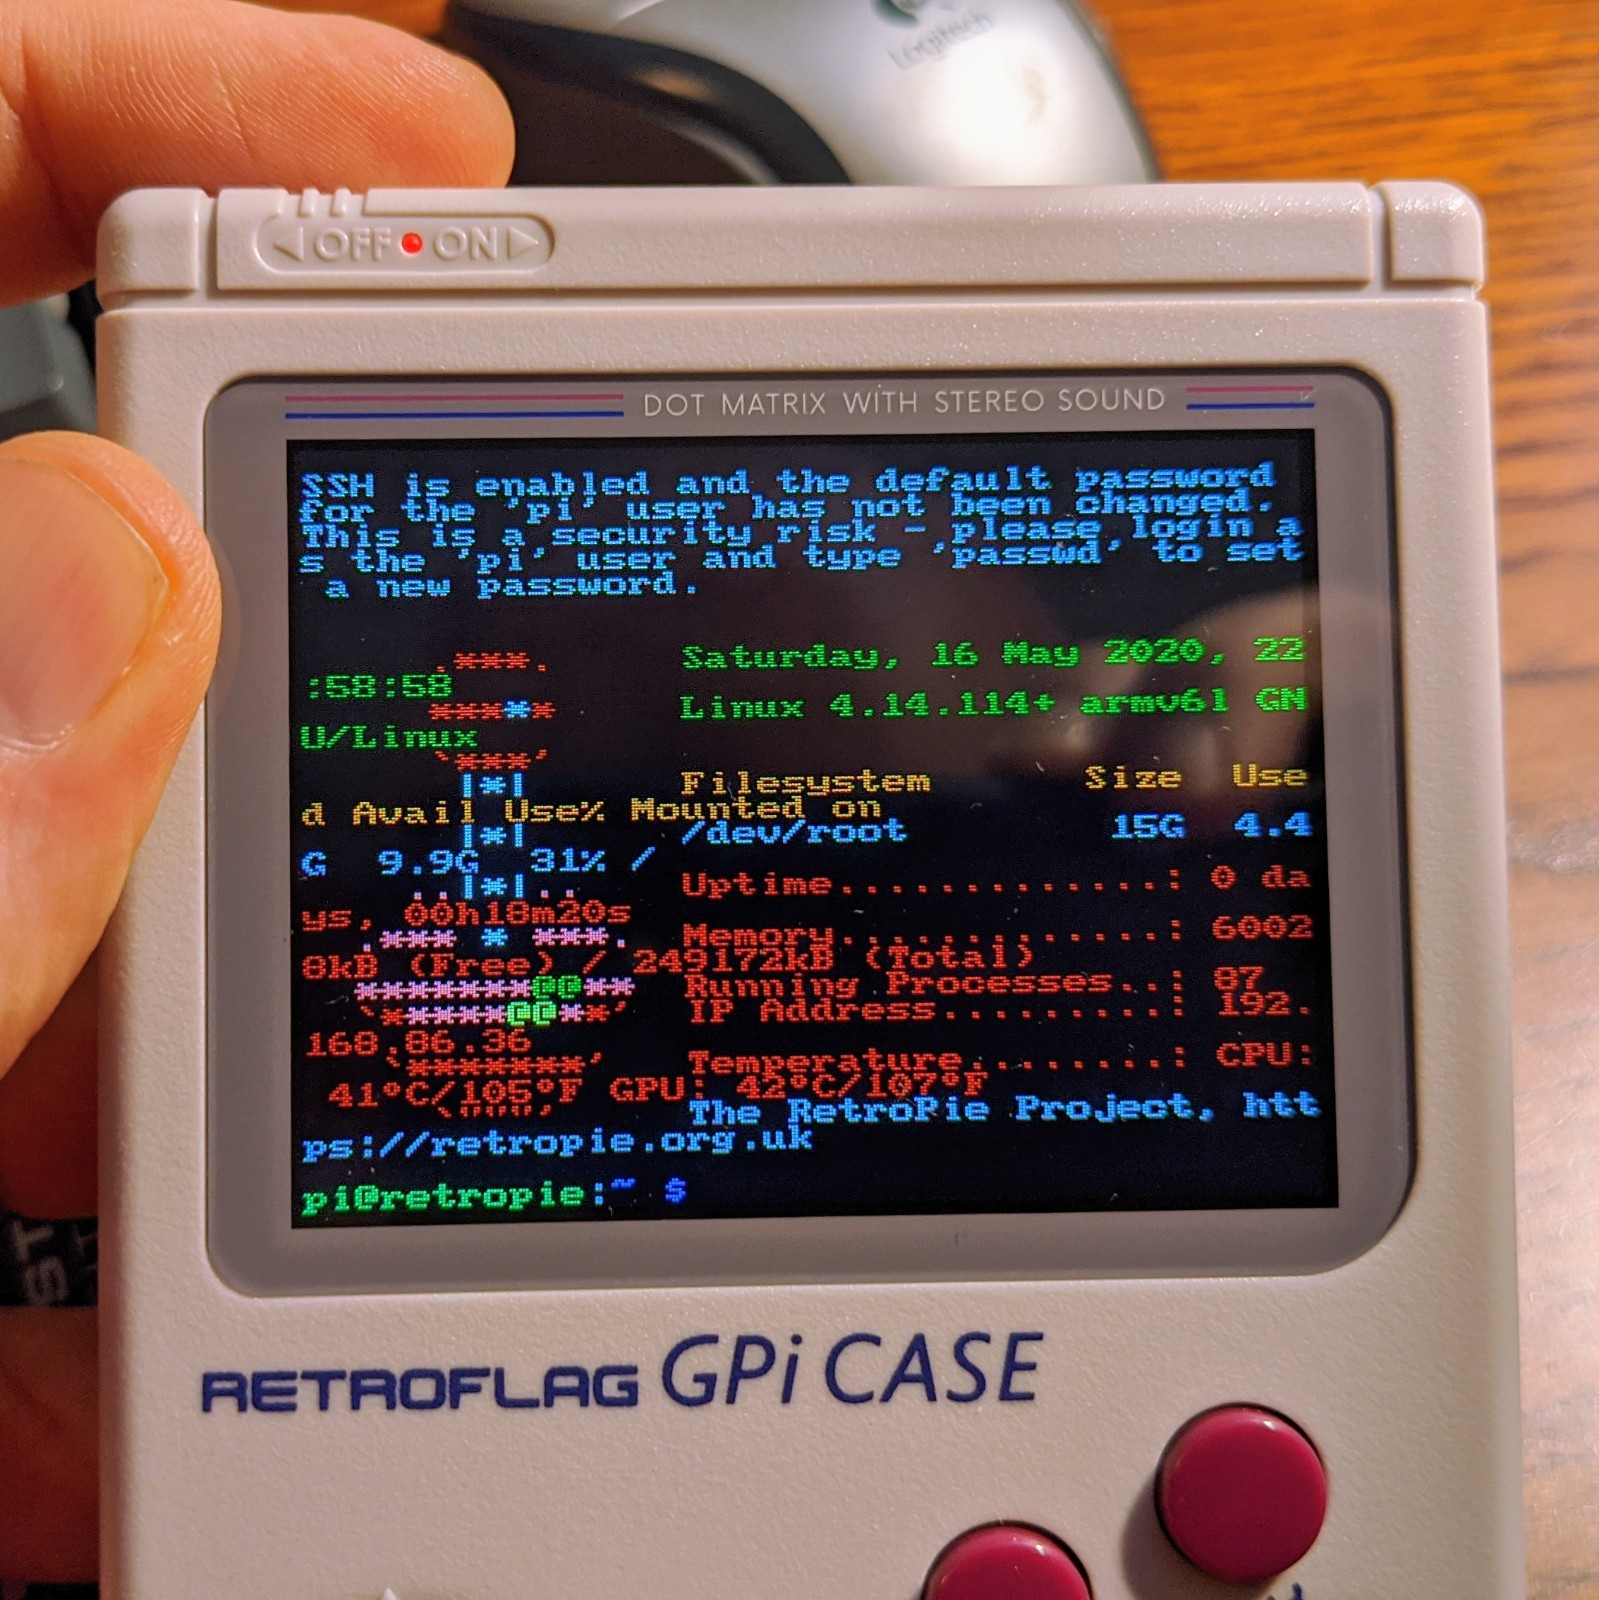 Logitech
OFF ON
DOT MATRIX WITH STEREO SOUND
SSH is enabled and the default password
for the 'pi' user has not been changed.
This is a security risk - please login a
s the 'pi' user and type 'passwd' to set
a new password.
.***. Saturday, 16 May 2020, 22
:58:58
***** Linux 4.14.114+ armv6l GN
U/Linux
`***'
|*| Filesystem Size Use
d Avail Use% Mounted on
|*| /dev/root 15G 4.4
G 9.9G 31% /
..|*|.. Uptime.............: 0 da
ys, 00h18m20s
.*** * ***. Memory.............: 6002
8kB (Free) / 249172kB (Total)
*******@@** Running Processes..: 87
`*****@@**' IP Address.........: 192.
168.86.36
`*******' Temperature........: CPU:
41°C/105°F GPU: 42°C/107°F
`""""' The RetroPie Project, htt
ps://retropie.org.uk
pi@retropie:~ $
RETROFLAG GPi CASE
ST